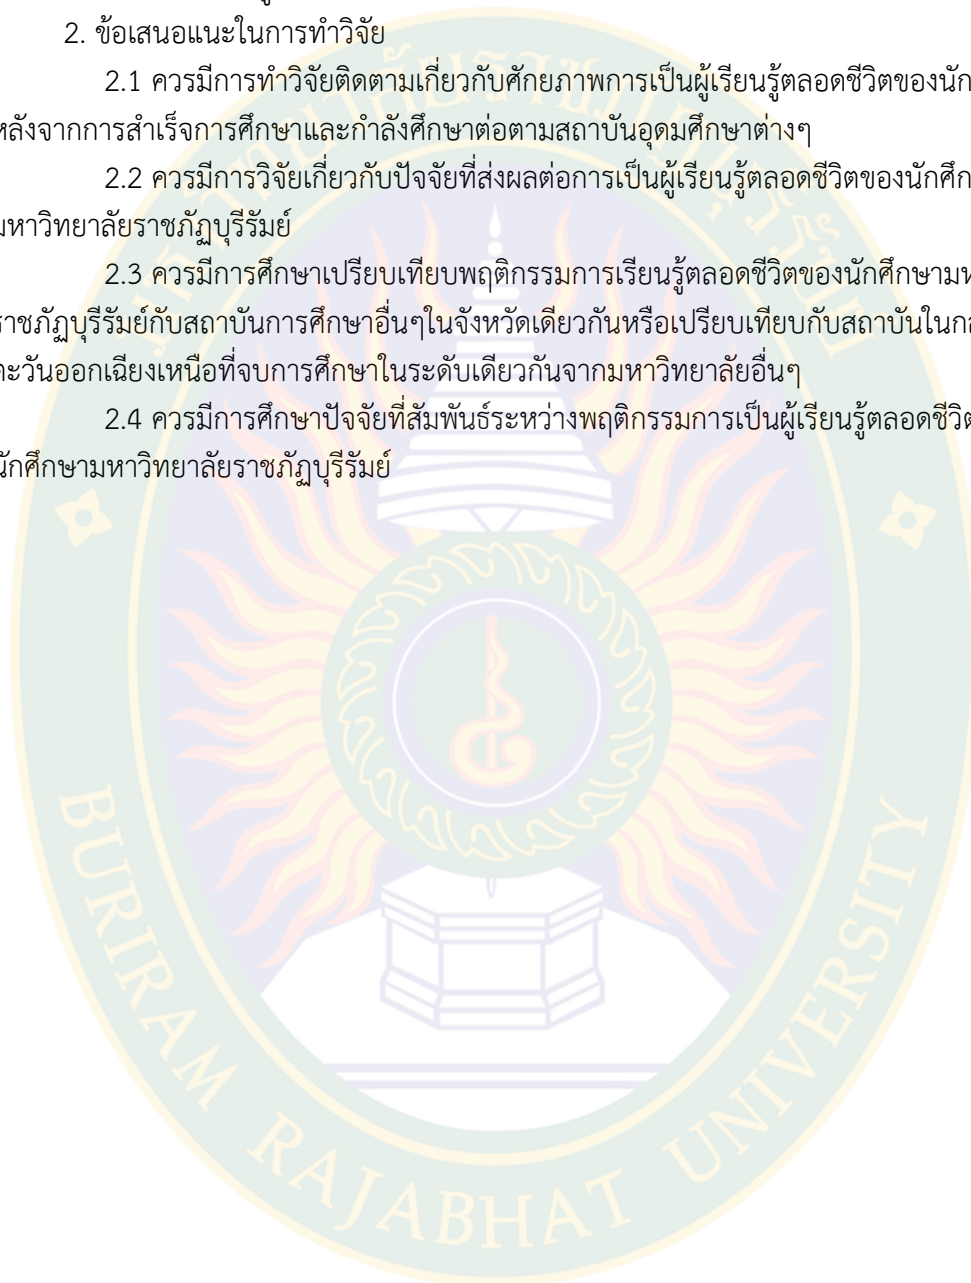 2. ข้อเสนอแนะในการทำวิจัย
2.1 ควรมีการทำวิจัยติดตามเกี่ยวกับศักยภาพการเป็นผู้เรียนรู้ตลอดชีวิตของนัก
หลังจากการสำเร็จการศึกษาและกำลังศึกษาต่อตามสถาบันอุดมศึกษาต่างๆ
2.2 ควรมีการวิจัยเกี่ยวกับปัจจัยที่ส่งผลต่อการเป็นผู้เรียนรู้ตลอดชีวิตของนักศึก
มหาวิทยาลัยราชภัฏบุรีรัมย์
2.3 ควรมีการศึกษาเปรียบเทียบพฤติกรรมการเรียนรู้ตลอดชีวิตของนักศึกษามห
ราชภัฏบุรีรัมย์กับสถาบันการศึกษาอื่นๆในจังหวัดเดียวกันหรือเปรียบเทียบกับสถาบันในกล
ตะวันออกเฉียงเหนือที่จบการศึกษาในระดับเดียวกันจากมหาวิทยาลัยอื่นๆ
2.4 ควรมีการศึกษาปัจจัยที่สัมพันธ์ระหว่างพฤติกรรมการเป็นผู้เรียนรู้ตลอดชีวิต
นักศึกษามหาวิทยาลัยราชภัฏบุรีรัมย์
มหาวิทยาลัยราชภัฏบุรีรัมย์
BURIRAM RAJABHAT UNIVERSITY